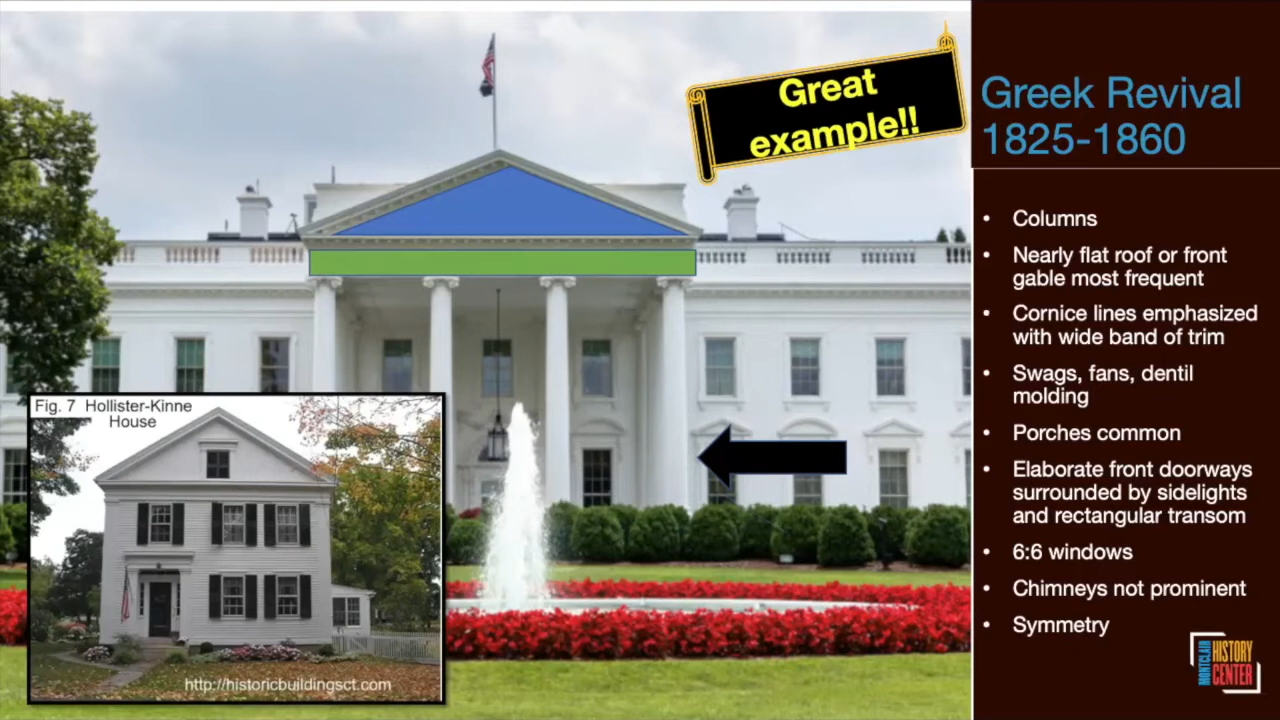 Great
example!!
Greek Revival
1825-1860
• Columns
• Nearly flat roof or front
gable most frequent
• Cornice lines emphasized
with wide band of trim
• Swags, fans, dentil
molding
• Porches common
• Elaborate front doorways
surrounded by sidelights
and rectangular transom
• 6:6 windows
• Chimneys not prominent
• Symmetry
Fig. 7 Hollister-Kinne
House
http://historicbuildingsct.com
MONTCLAIR
HISTORY
CENTER